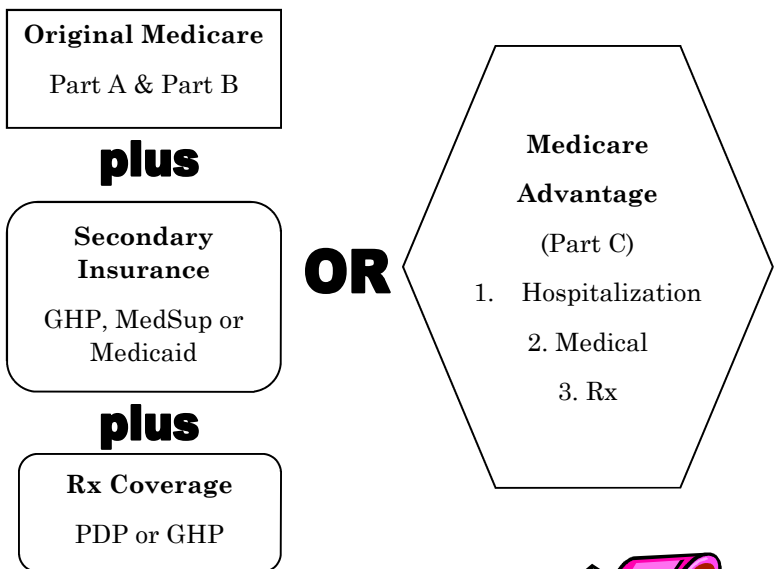 Original Medicare
Part A & Part B
plus
Secondary
Insurance
GHP, MedSup or
Medicaid
plus
Rx Coverage
PDP or GHP
OR
Medicare
Advantage
(Part C)
1. Hospitalization
2. Medical
3. Rx